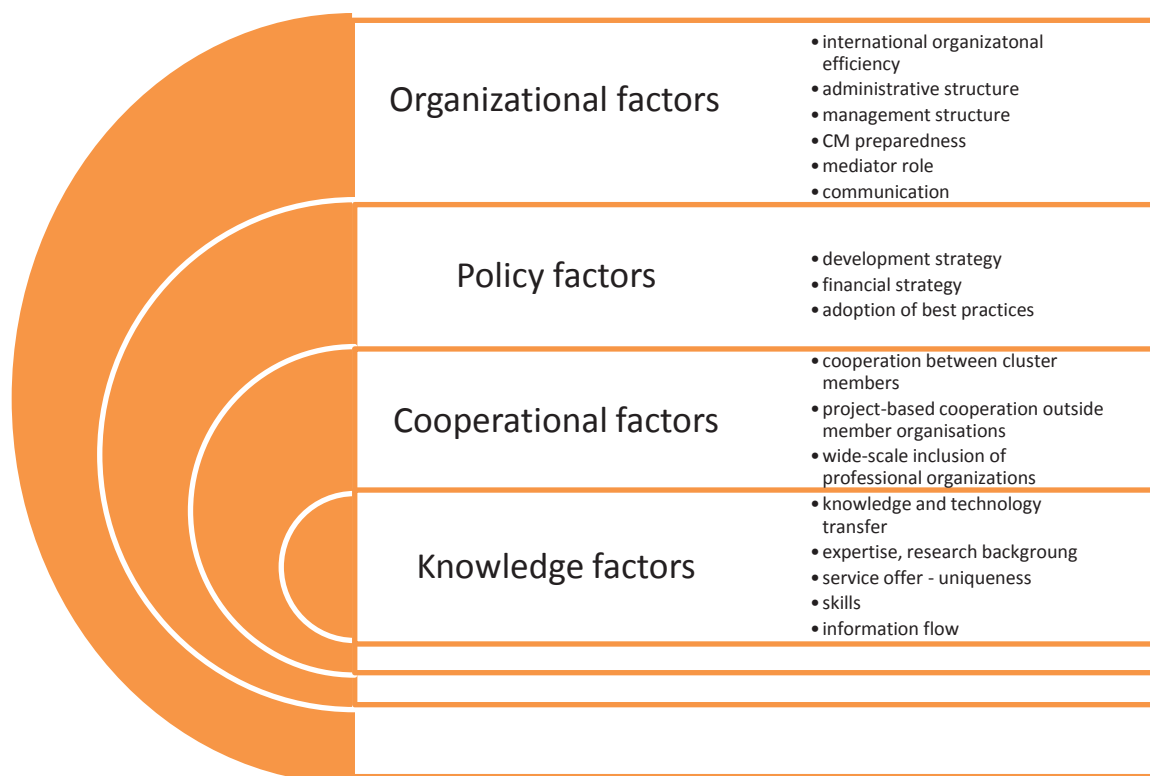 Organizational factors
• international organizatonal
efficiency
• administrative structure
• management structure
• CM preparedness
• mediator role
• communication
Policy factors
• development strategy
• financial strategy
• adoption of best practices
Cooperational factors
• cooperation between cluster
members
• project-based cooperation outside
member organisations
• wide-scale inclusion of
professional organizations
Knowledge factors
• knowledge and technology
transfer
• expertise, research backgroung
• service offer - uniqueness
• skills
• information flow